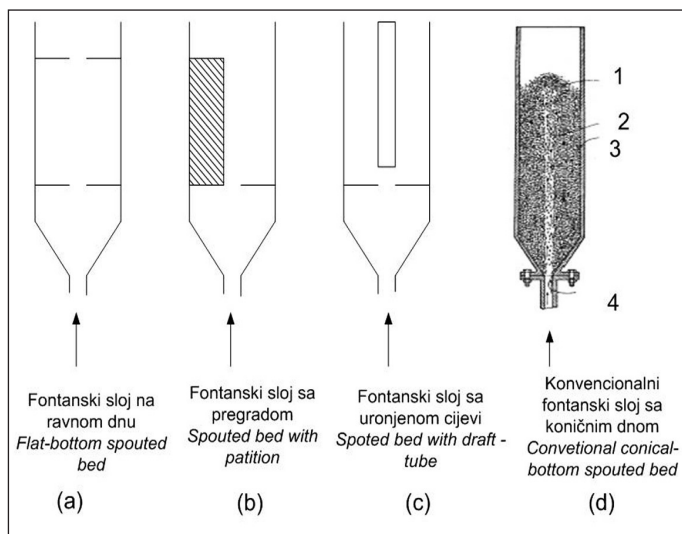 1
2
3
4
Fontanski sloj na
ravnom dnu
Flat-bottom spouted
bed
(a)
Fontanski sloj sa
pregradom
Spouted bed with
patition
(b)
Fontanski sloj sa
uronjenom cijevi
Spoted bed with draft -
tube
(c)
Konvencionalni
fontanski sloj sa
koničnim dnom
Convetional conical-
bottom spouted bed
(d)